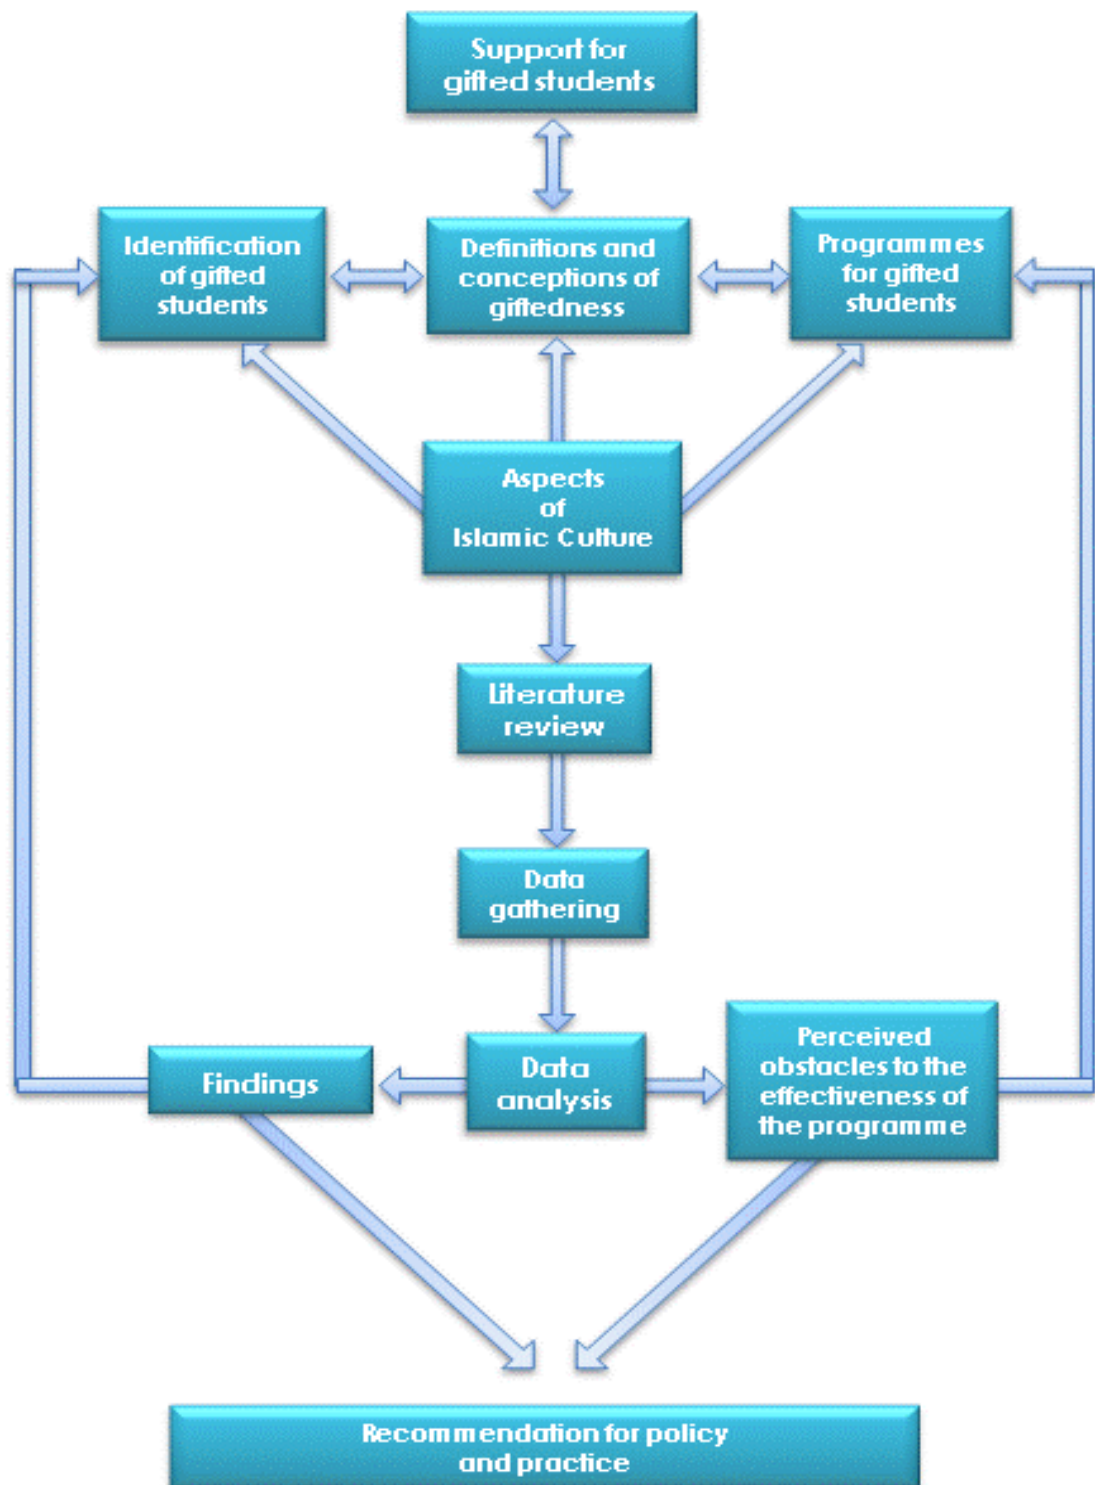 Support for
gifted students
Identification
of gifted
students
Definitions and
conceptions of
giftedness
Programmes
for gifted
students
Aspects
of
Islamic Culture
Literature
review
Data
gathering
Findings
Data
analysis
Perceived
obstacles to the
effectiveness of
the programme
Recommendation for policy
and practice